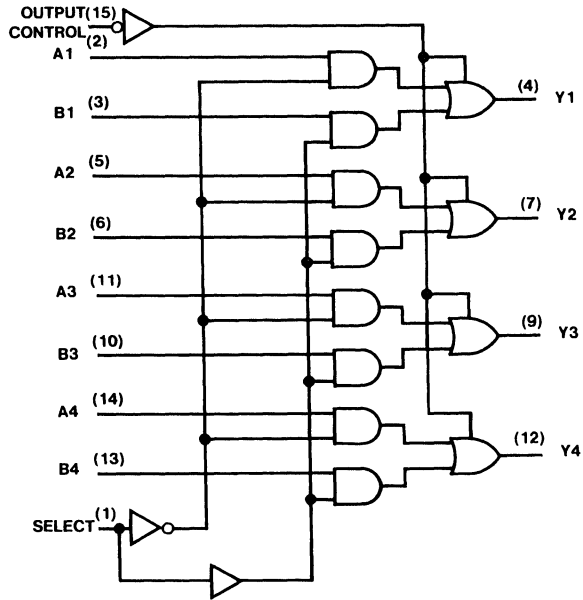 OUTPUT (15)
CONTROL
(2)
A1
(3)
B1
(4)
Y1
(5)
A2
(6)
B2
(7)
Y2
(11)
A3
(10)
B3
(9)
Y3
(14)
A4
(13)
B4
(12)
Y4
SELECT (1)